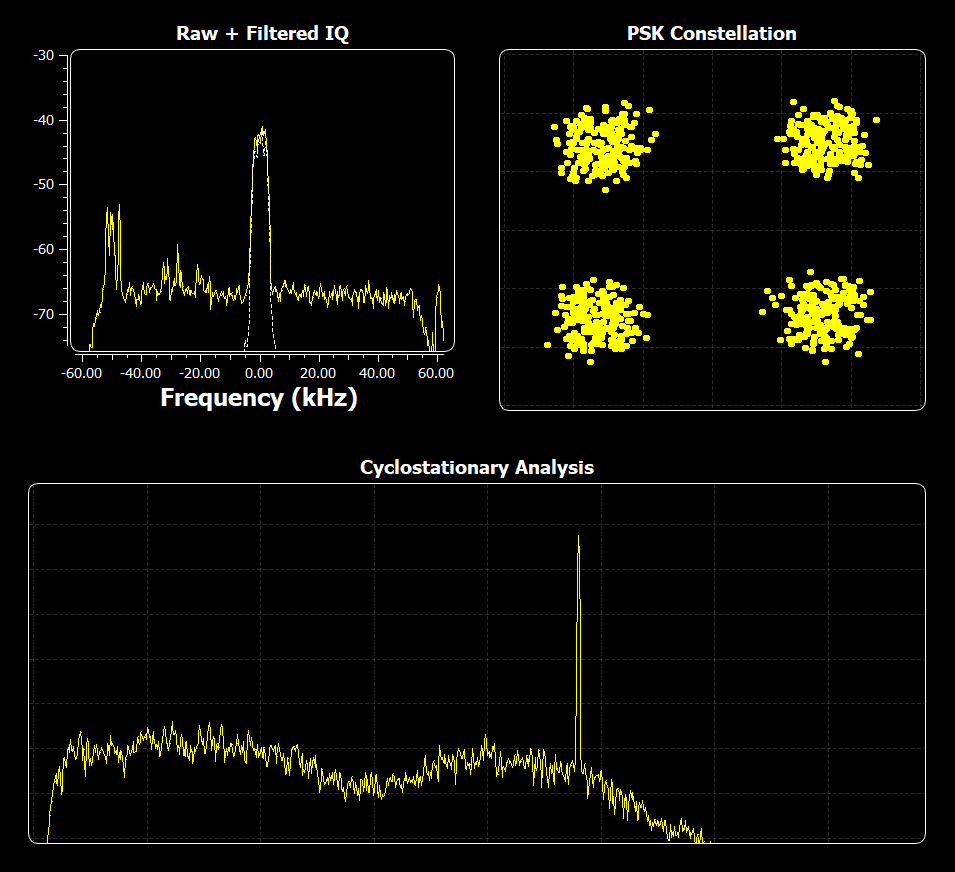 Raw + Filtered IQ
-30
-40
-50
-60
-70
-60.00 -40.00 -20.00 0.00 20.00 40.00 60.00
Frequency (kHz)
PSK Constellation
Cyclostationary Analysis